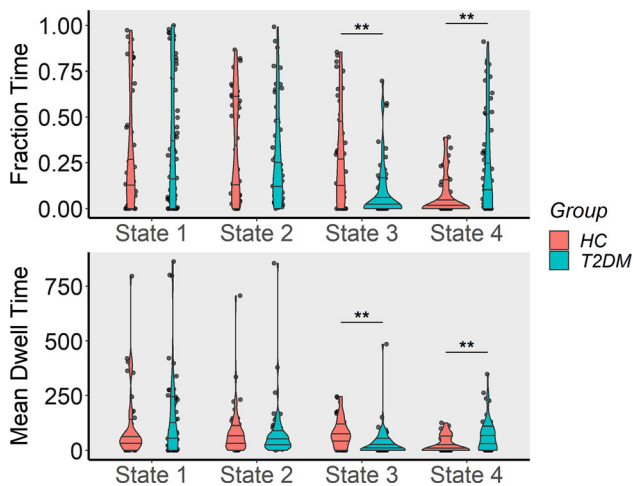 Fraction Time
1.00
0.75
0.50
0.25
0.00
**
**
State 1 State 2 State 3 State 4
Mean Dwell Time
750
500
250
0
**
**
State 1 State 2 State 3 State 4
Group
HC
T2DM